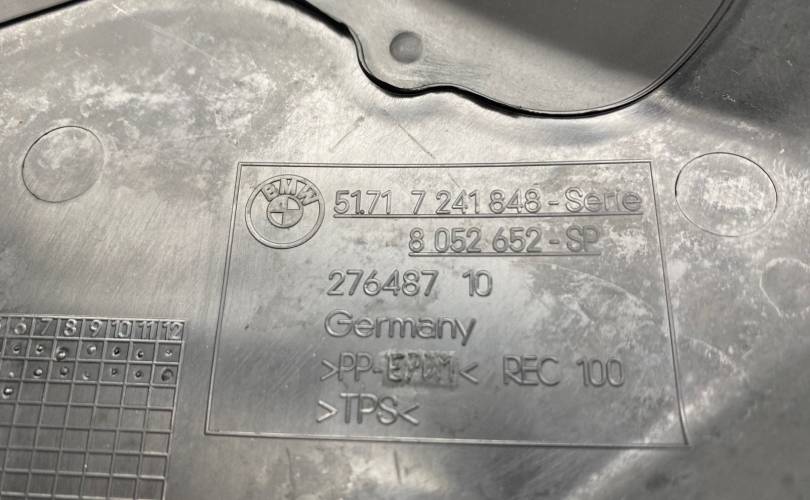 BMW
51.71 7 241 848 - Serie
8 052 652 - SP
276487 10
Germany
>PP-EPDM< REC 100
>TPS<
6 7 8 9 10 11 12